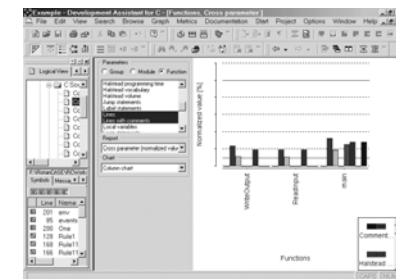 Example - Development Assistant for C - [Functions, Cross parameter]
File Edit View Search Browse Graph Metrics Documentation Start Project Options Window Help
Logical View
Parameters
Group Module Function
Halstead programming time
Halstead vocabulary
Halstead volume
Jump statements
Label statements
Lines
Lines with comments
Local variables
Report
Cross parameter (normalized value
Chart
Column chart
Symbols
Line Name
201 env
95 events
200 One
128 Rule1
168 Rule11
166 Rule11
Normalized value [%]
WriteOutput
ReadInput
main
Functions
Comment
Halstead